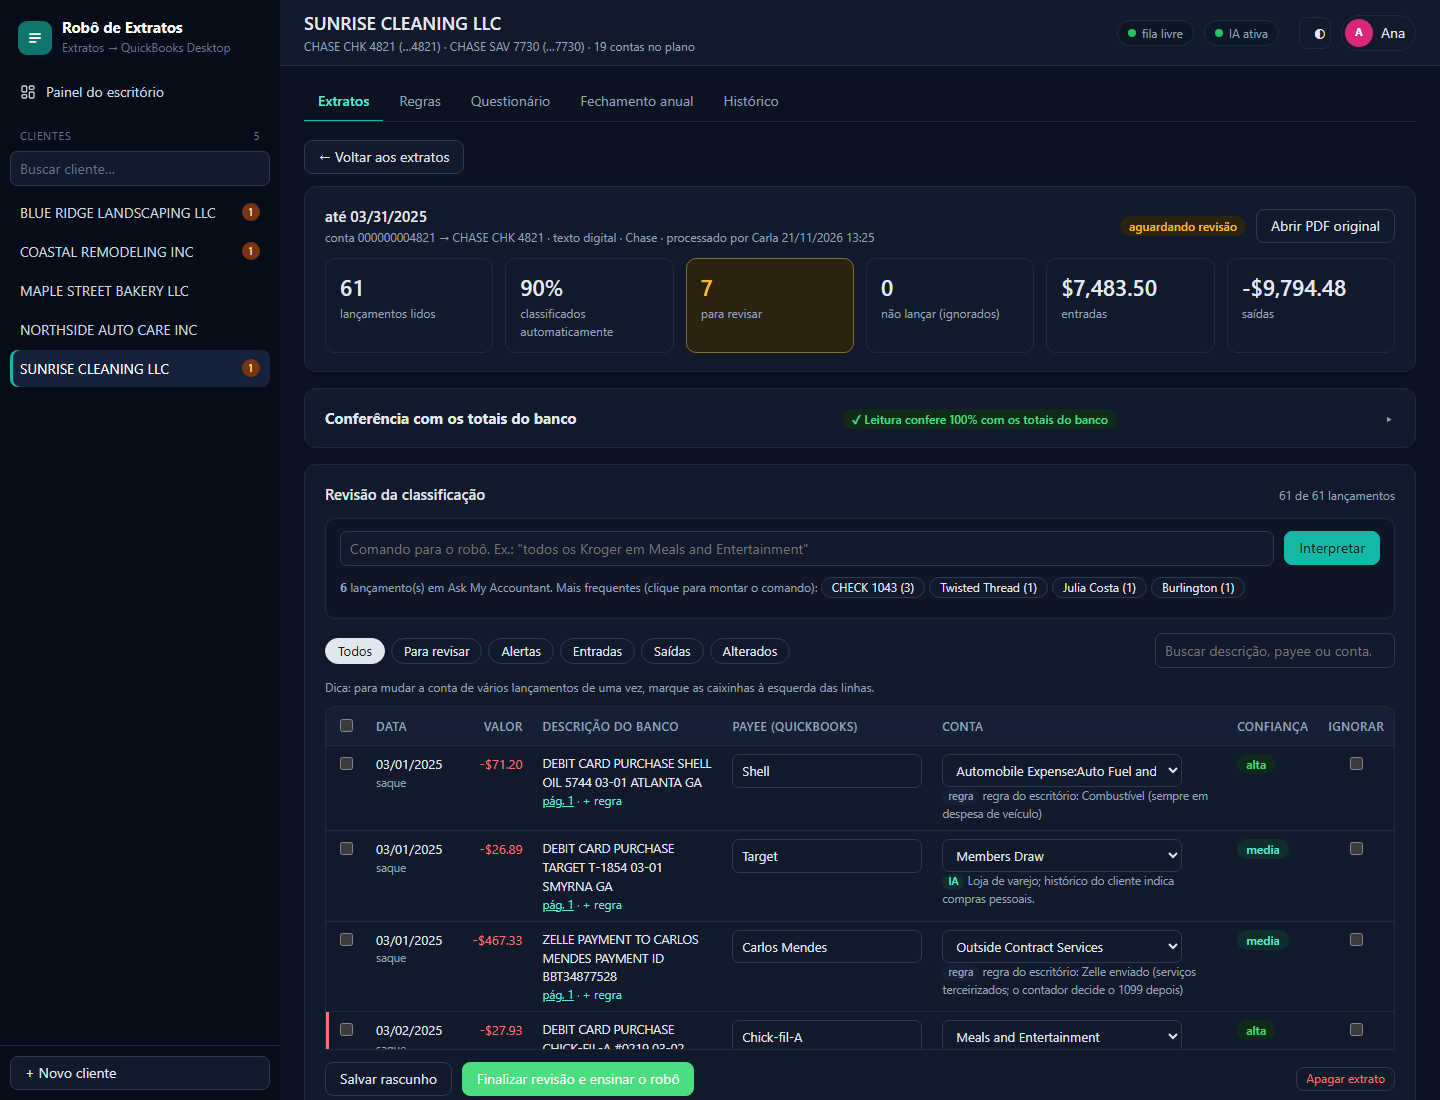 Robô de Extratos
Extratos → QuickBooks Desktop
Painel do escritório
CLIENTES 5
Buscar cliente...
BLUE RIDGE LANDSCAPING LLC 1
COASTAL REMODELING INC 1
MAPLE STREET BAKERY LLC
NORTHSIDE AUTO CARE INC
SUNRISE CLEANING LLC 1
+ Novo cliente
SUNRISE CLEANING LLC
CHASE CHK 4821 (...4821) · CHASE SAV 7730 (...7730) · 19 contas no plano
fila livre
IA ativa
A Ana
Extratos Regras Questionário Fechamento anual Histórico
← Voltar aos extratos
até 03/31/2025
conta 000000004821 → CHASE CHK 4821 · texto digital · Chase · processado por Carla 21/11/2026 13:25
aguardando revisão
Abrir PDF original
61
lançamentos lidos
90%
classificados
automaticamente
7
para revisar
0
não lançar (ignorados)
$7,483.50
entradas
-$9,794.48
saídas
Conferência com os totais do banco
✓ Leitura confere 100% com os totais do banco
Revisão da classificação
61 de 61 lançamentos
Comando para o robô. Ex.: "todos os Kroger em Meals and Entertainment"
Interpretar
6 lançamento(s) em Ask My Accountant. Mais frequentes (clique para montar o comando): CHECK 1043 (3) Twisted Thread (1) Julia Costa (1) Burlington (1)
Todos Para revisar Alertas Entradas Saídas Alterados
Buscar descrição, payee ou conta.
Dica: para mudar a conta de vários lançamentos de uma vez, marque as caixinhas à esquerda das linhas.
DATA VALOR DESCRIÇÃO DO BANCO PAYEE (QUICKBOOKS) CONTA CONFIANÇA IGNORAR
03/01/2025
saque
-$71.20
DEBIT CARD PURCHASE SHELL
OIL 5744 03-01 ATLANTA GA
pág. 1 · + regra
Shell
Automobile Expense:Auto Fuel and
regra regra do escritório: Combustível (sempre em
despesa de veículo)
alta
03/01/2025
saque
-$26.89
DEBIT CARD PURCHASE
TARGET T-1854 03-01
SMYRNA GA
pág. 1 · + regra
Target
Members Draw
IA Loja de varejo; histórico do cliente indica
compras pessoais.
media
03/01/2025
saque
-$467.33
ZELLE PAYMENT TO CARLOS
MENDES PAYMENT ID
BBT34877528
pág. 1 · + regra
Carlos Mendes
Outside Contract Services
regra regra do escritório: Zelle enviado (serviços
terceirizados; o contador decide o 1099 depois)
media
03/02/2025
saque
-$27.93
DEBIT CARD PURCHASE
CHICK-FIL-A #0219 03-02
Chick-fil-A
Meals and Entertainment
alta
Salvar rascunho
Finalizar revisão e ensinar o robô
Apagar extrato